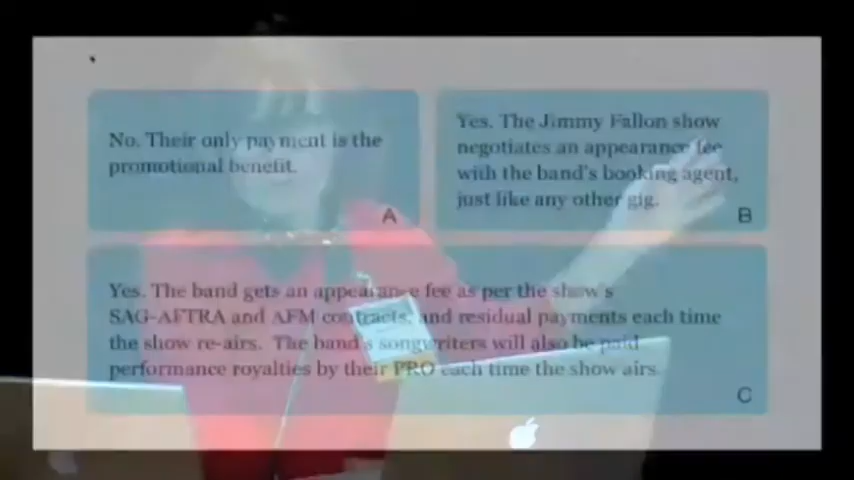 No. Their only payment is the
promotional benefit.
A
Yes. The Jimmy Fallon show
negotiates an appearance fee
with the band's booking agent,
just like any other gig.
B
Yes. The band gets an appearance fee as per the show's
SAG-AFTRA and AFM contracts, and residual payments each time
the show re-airs. The band's songwriters will also be paid
performance royalties by their PRO each time the show airs.
C